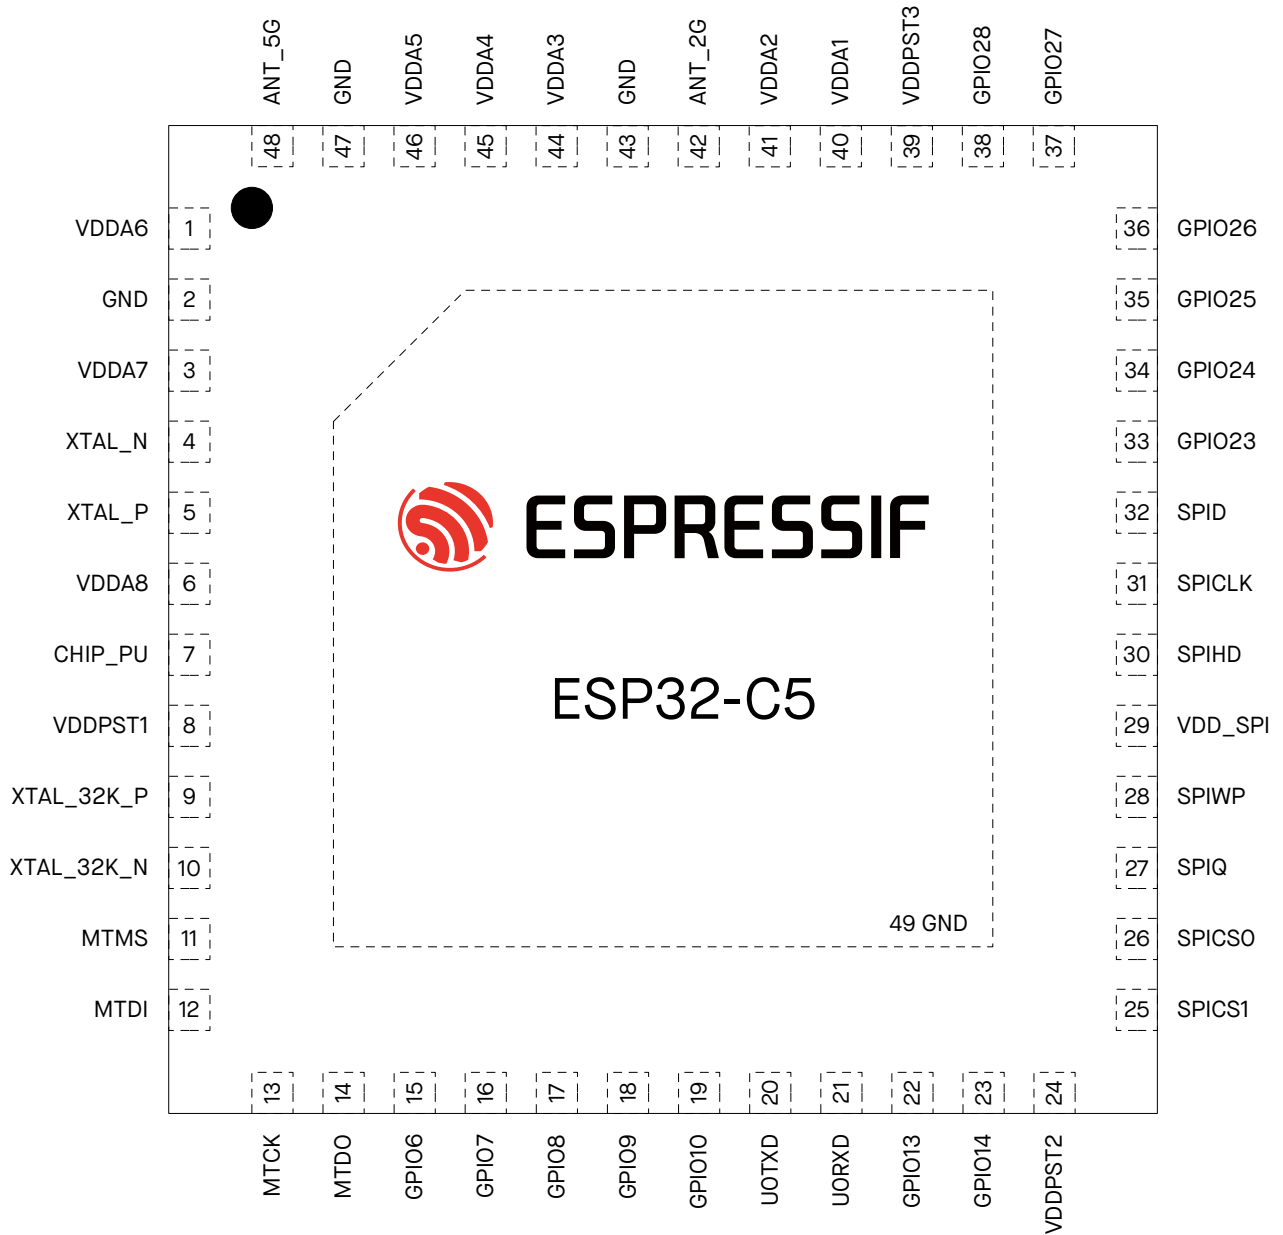 ANT_5G
GND
VDDA5
VDDA4
VDDA3
GND
ANT_2G
VDDA2
VDDA1
VDDPST3
GPIO28
GPIO27
48
47
46
45
44
43
42
41
40
39
38
37
VDDA6 1
GND 2
VDDA7 3
XTAL_N 4
XTAL_P 5
VDDA8 6
CHIP_PU 7
VDDPST1 8
XTAL_32K_P 9
XTAL_32K_N 10
MTMS 11
MTDI 12
ESPRESSIF
ESP32-C5
49 GND
36 GPIO26
35 GPIO25
34 GPIO24
33 GPIO23
32 SPID
31 SPICLK
30 SPIHD
29 VDD_SPI
28 SPIWP
27 SPIQ
26 SPICS0
25 SPICS1
13
14
15
16
17
18
19
20
21
22
23
24
MTCK
MTDO
GPIO6
GPIO7
GPIO8
GPIO9
GPIO10
U0TXD
U0RXD
GPIO13
GPIO14
VDDPST2